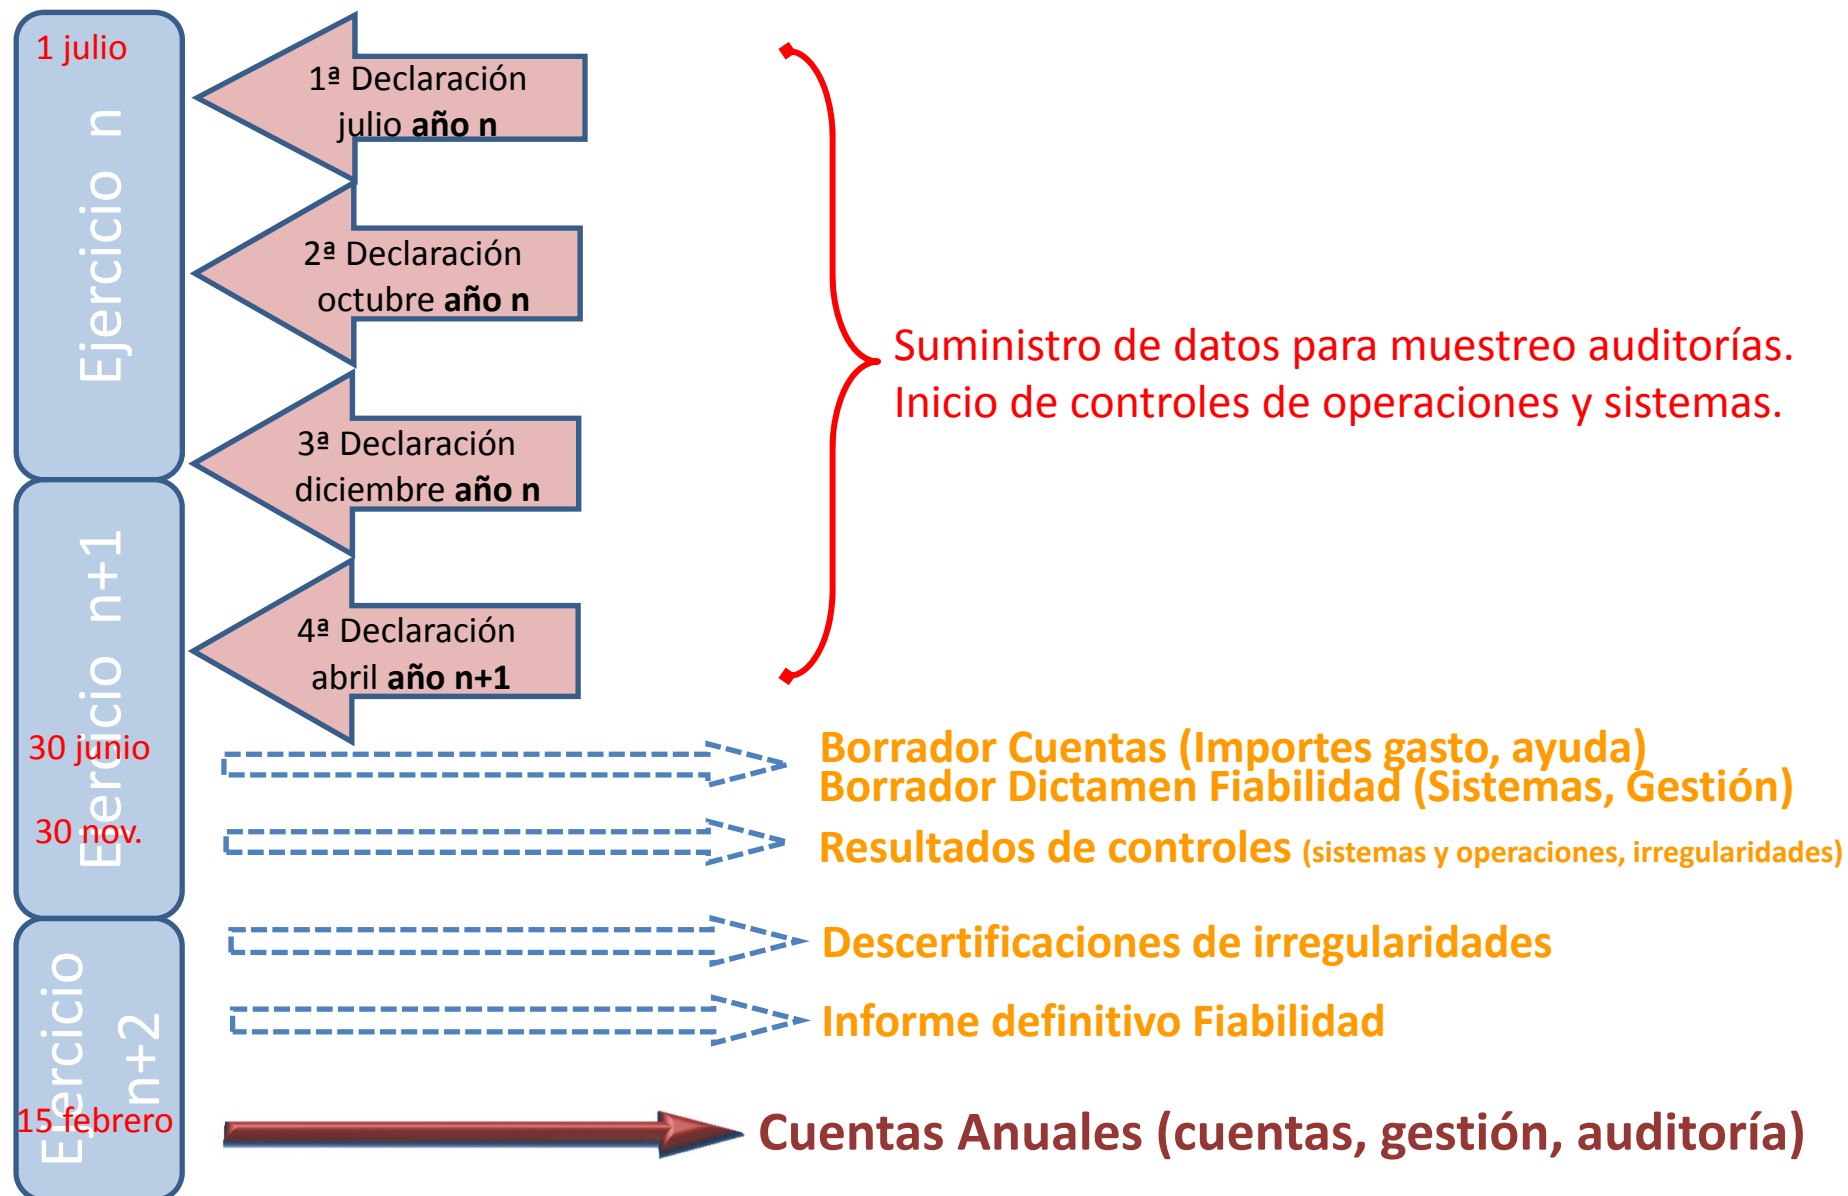 1 julio
Ejercicio n
1ª Declaración
julio año n
2ª Declaración
octubre año n
3ª Declaración
diciembre año n
Suministro de datos para muestreo auditorías.
Inicio de controles de operaciones y sistemas.
Ejercicio n+1
4ª Declaración
abril año n+1
30 junio
Borrador Cuentas (Importes gasto, ayuda)
Borrador Dictamen Fiabilidad (Sistemas, Gestión)
30 nov.
Resultados de controles (sistemas y operaciones, irregularidades)
Ejercicio
n+2
Descertificaciones de irregularidades
Informe definitivo Fiabilidad
15 febrero
Cuentas Anuales (cuentas, gestión, auditoría)